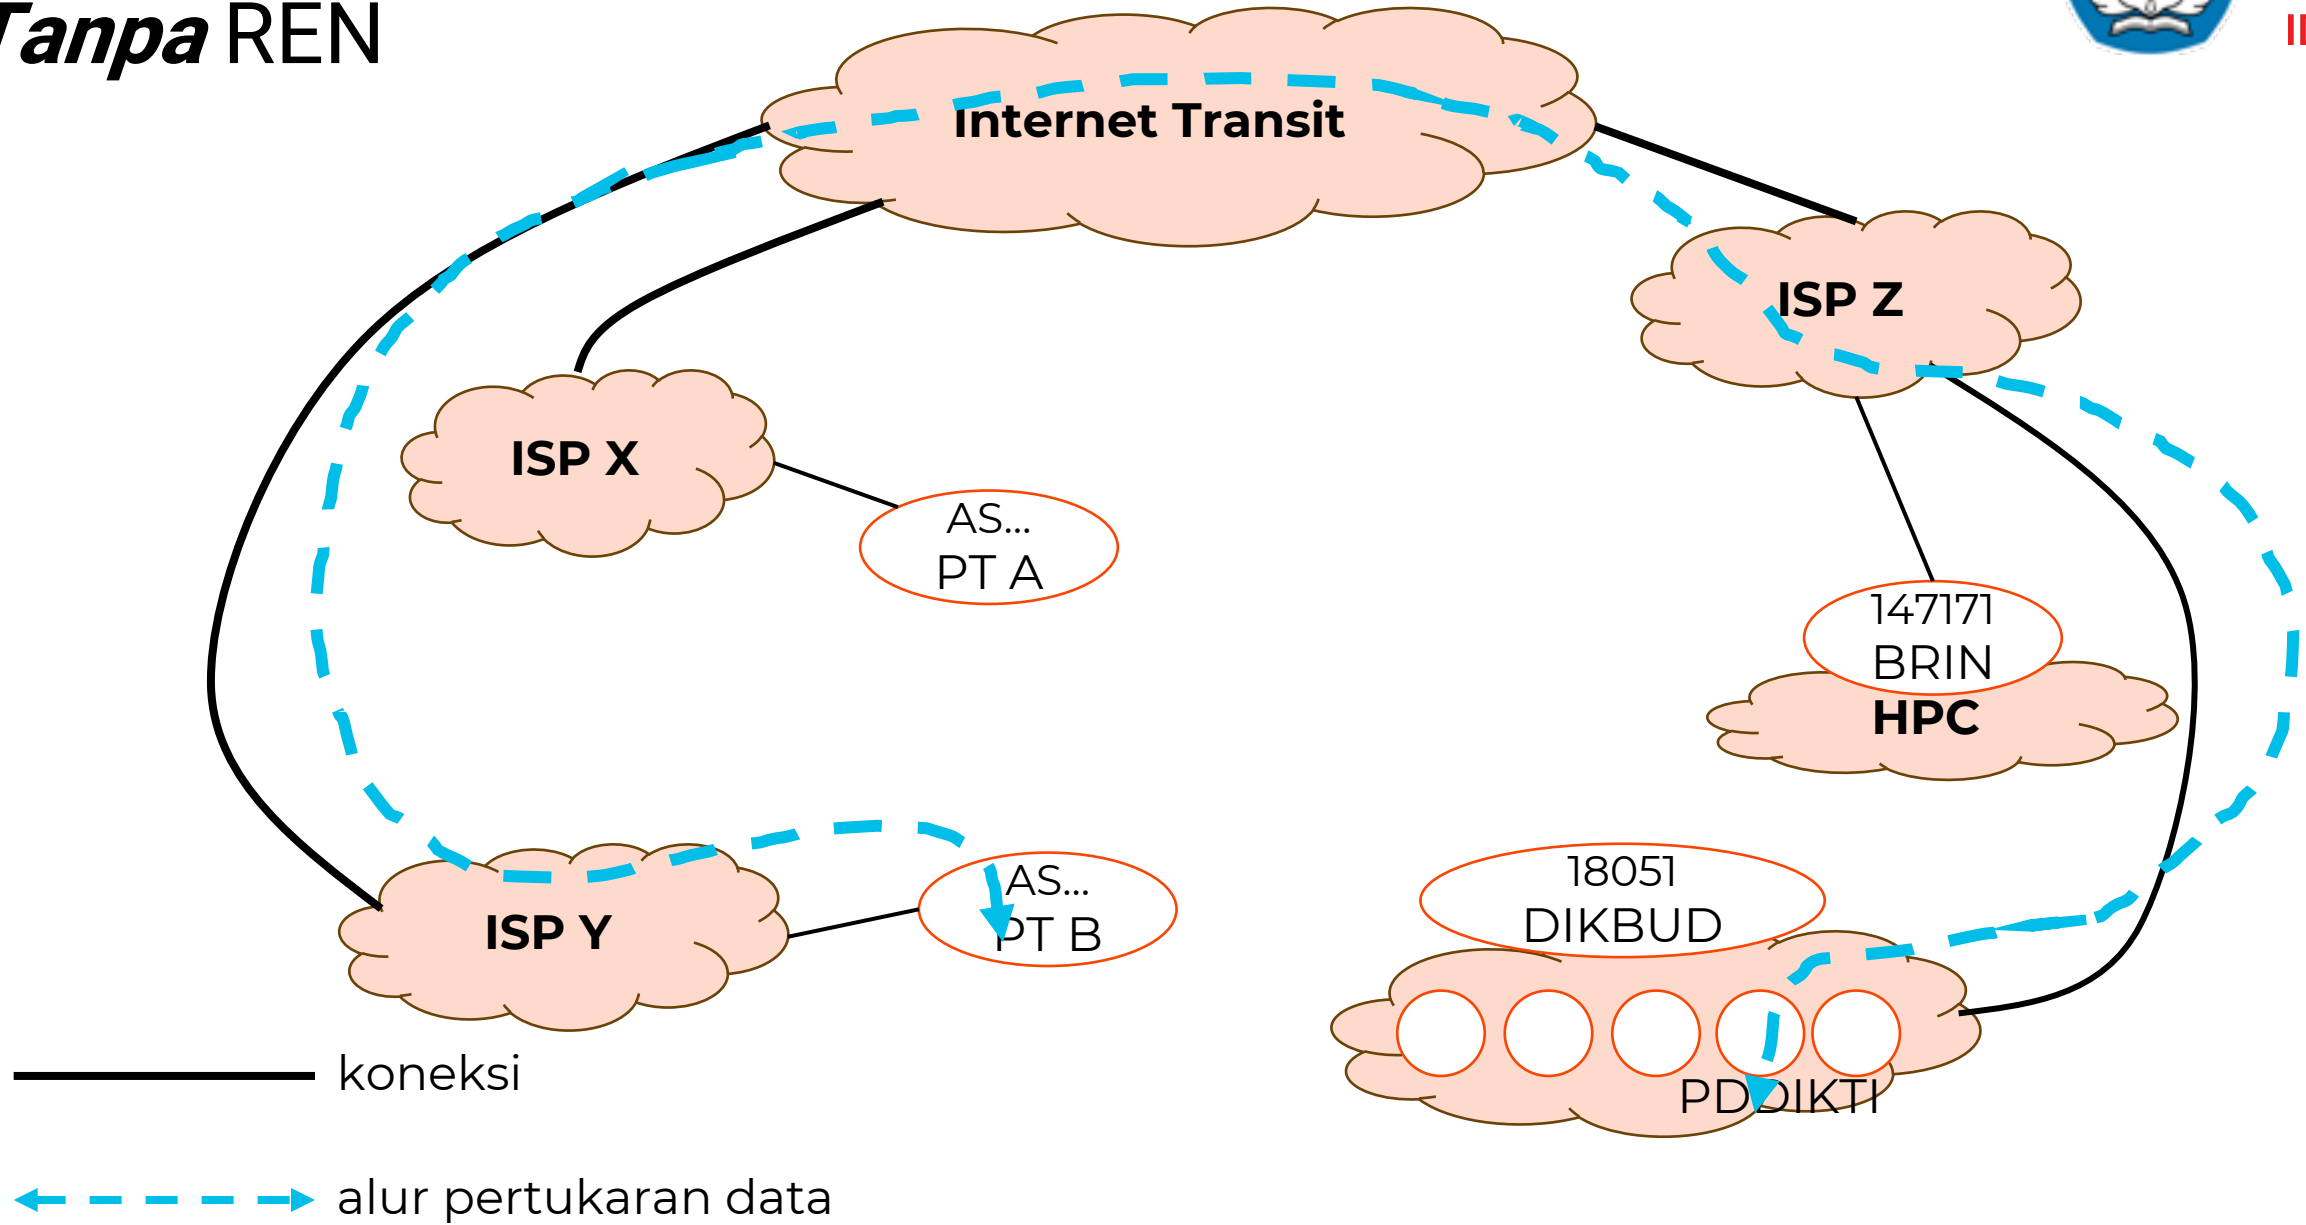 Tanpa REN
Internet Transit
ISP Z
ISP X
AS...
PT A
147171
BRIN
HPC
ISP Y
AS...
PT B
18051
DIKBUD
PDDIKTI
koneksi
alur pertukaran data